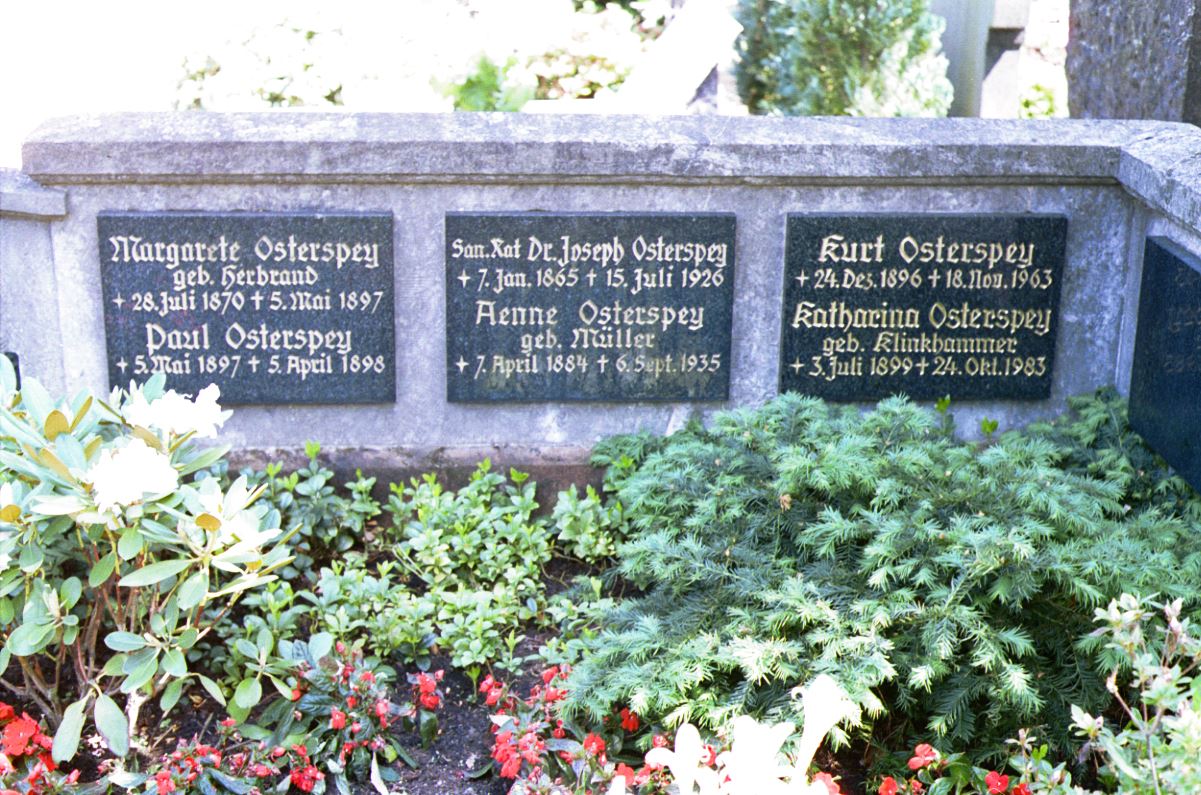 Margarete Osterspey
geb. Herbrand
+ 28. Juli 1870 + 5. Mai 1897
Paul Osterspey
+ 5. Mai 1897 + 5. April 1898
San. Rat Dr. Joseph Osterspey
+ 7. Jan. 1865 + 15. Juli 1926
Aenne Osterspey
geb. Müller
+ 7. April 1884 + 6. Sept. 1935
Kurt Osterspey
+ 24. Dez. 1896 + 18. Nov. 1963
Katharina Osterspey
geb. Klinkhammer
+ 3. Juli 1899 + 24. Okt. 1983